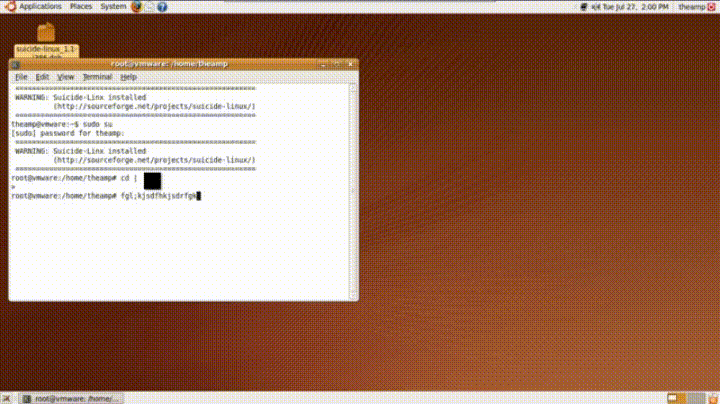 Applications Places System
Tue Jul 27, 2:00 PM theamp
suicide-linux_1.1-
root@vmware: /home/theamp
File Edit View Terminal Help
================================================
WARNING: Suicide-Linx installed
(http://sourceforge.net/projects/suicide-linux/)
================================================
theamp@vmware:~$ sudo su
[sudo] password for theamp:
================================================
WARNING: Suicide-Linx installed
(http://sourceforge.net/projects/suicide-linux/)
================================================
root@vmware:/home/theamp# cd |
>
root@vmware:/home/theamp# fgl;kjsdfhkjsdrfgk
root@vmware: /home/...